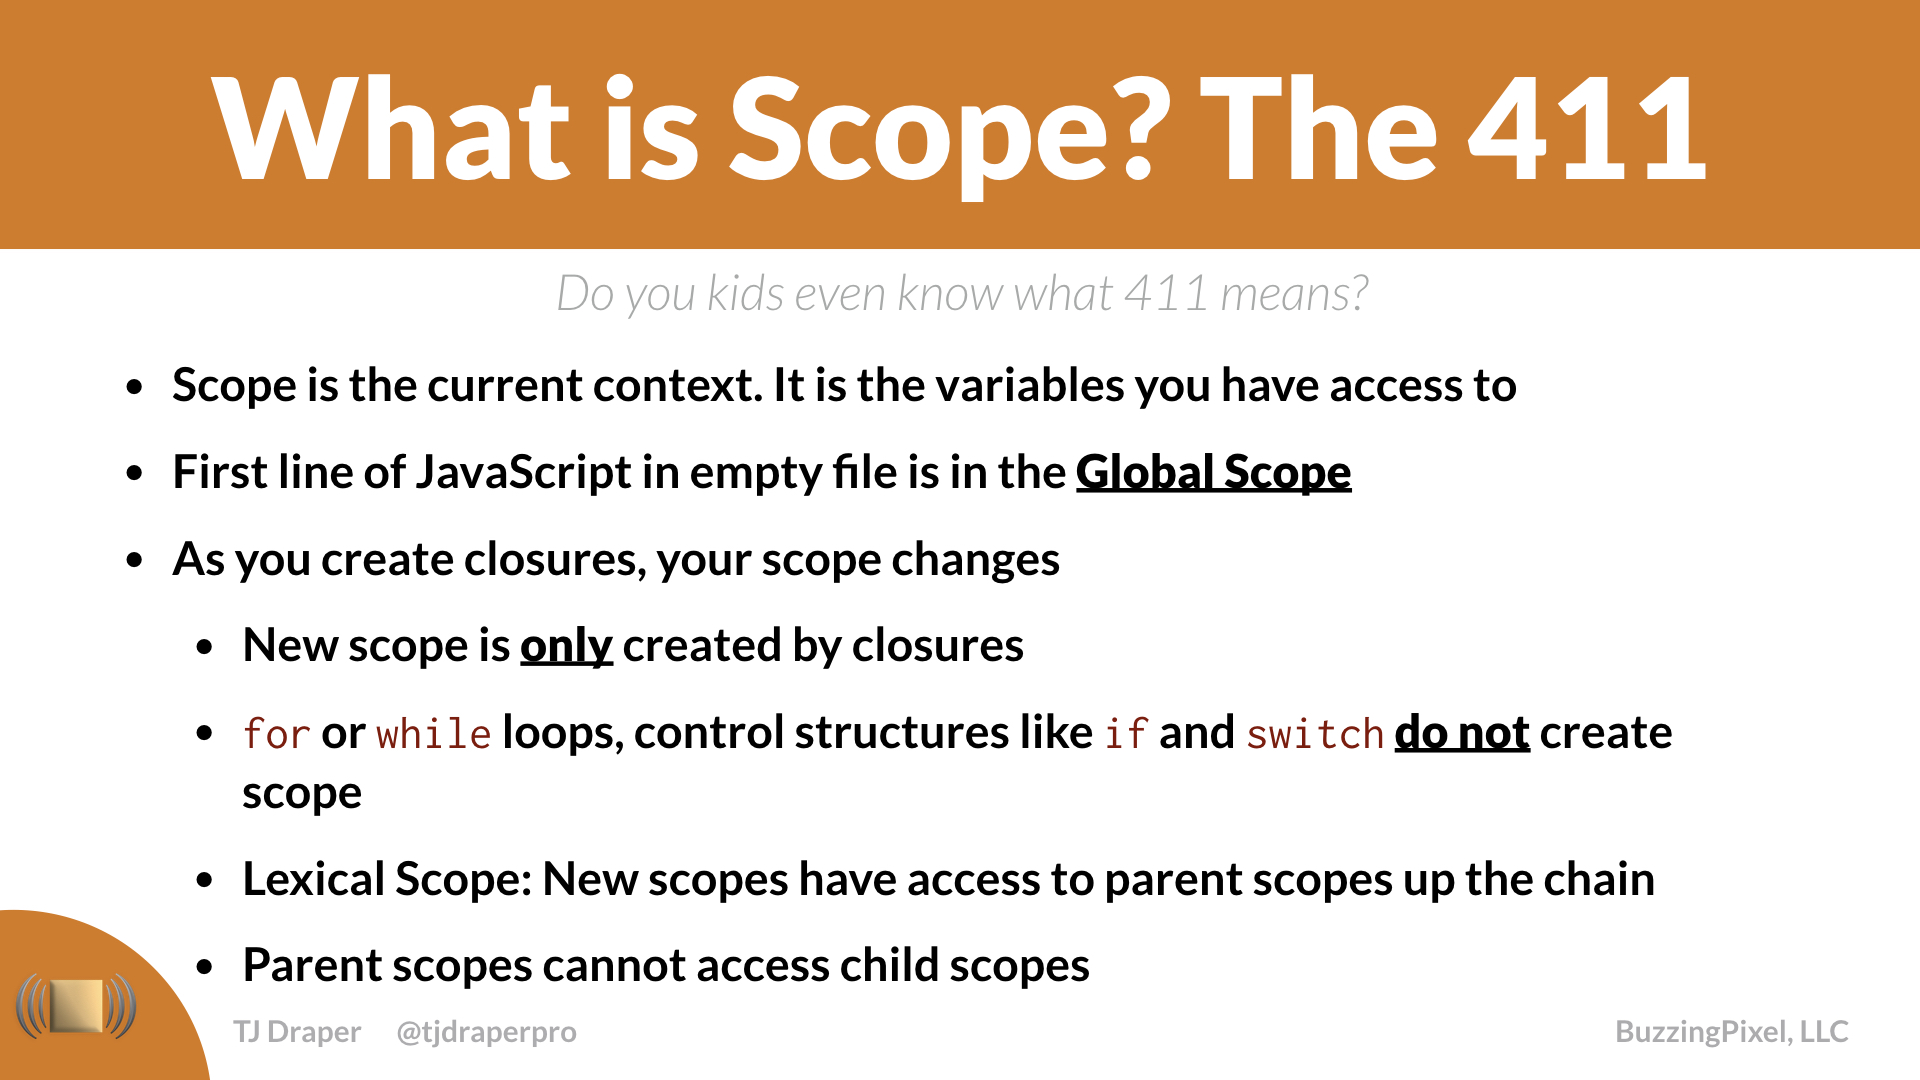 What is Scope? The 411
Do you kids even know what 411 means?
• Scope is the current context. It is the variables you have access to
• First line of JavaScript in empty file is in the Global Scope
• As you create closures, your scope changes
• New scope is only created by closures
• for or while loops, control structures like if and switch do not create
scope
• Lexical Scope: New scopes have access to parent scopes up the chain
• Parent scopes cannot access child scopes
TJ Draper @tjdraperpro BuzzingPixel, LLC